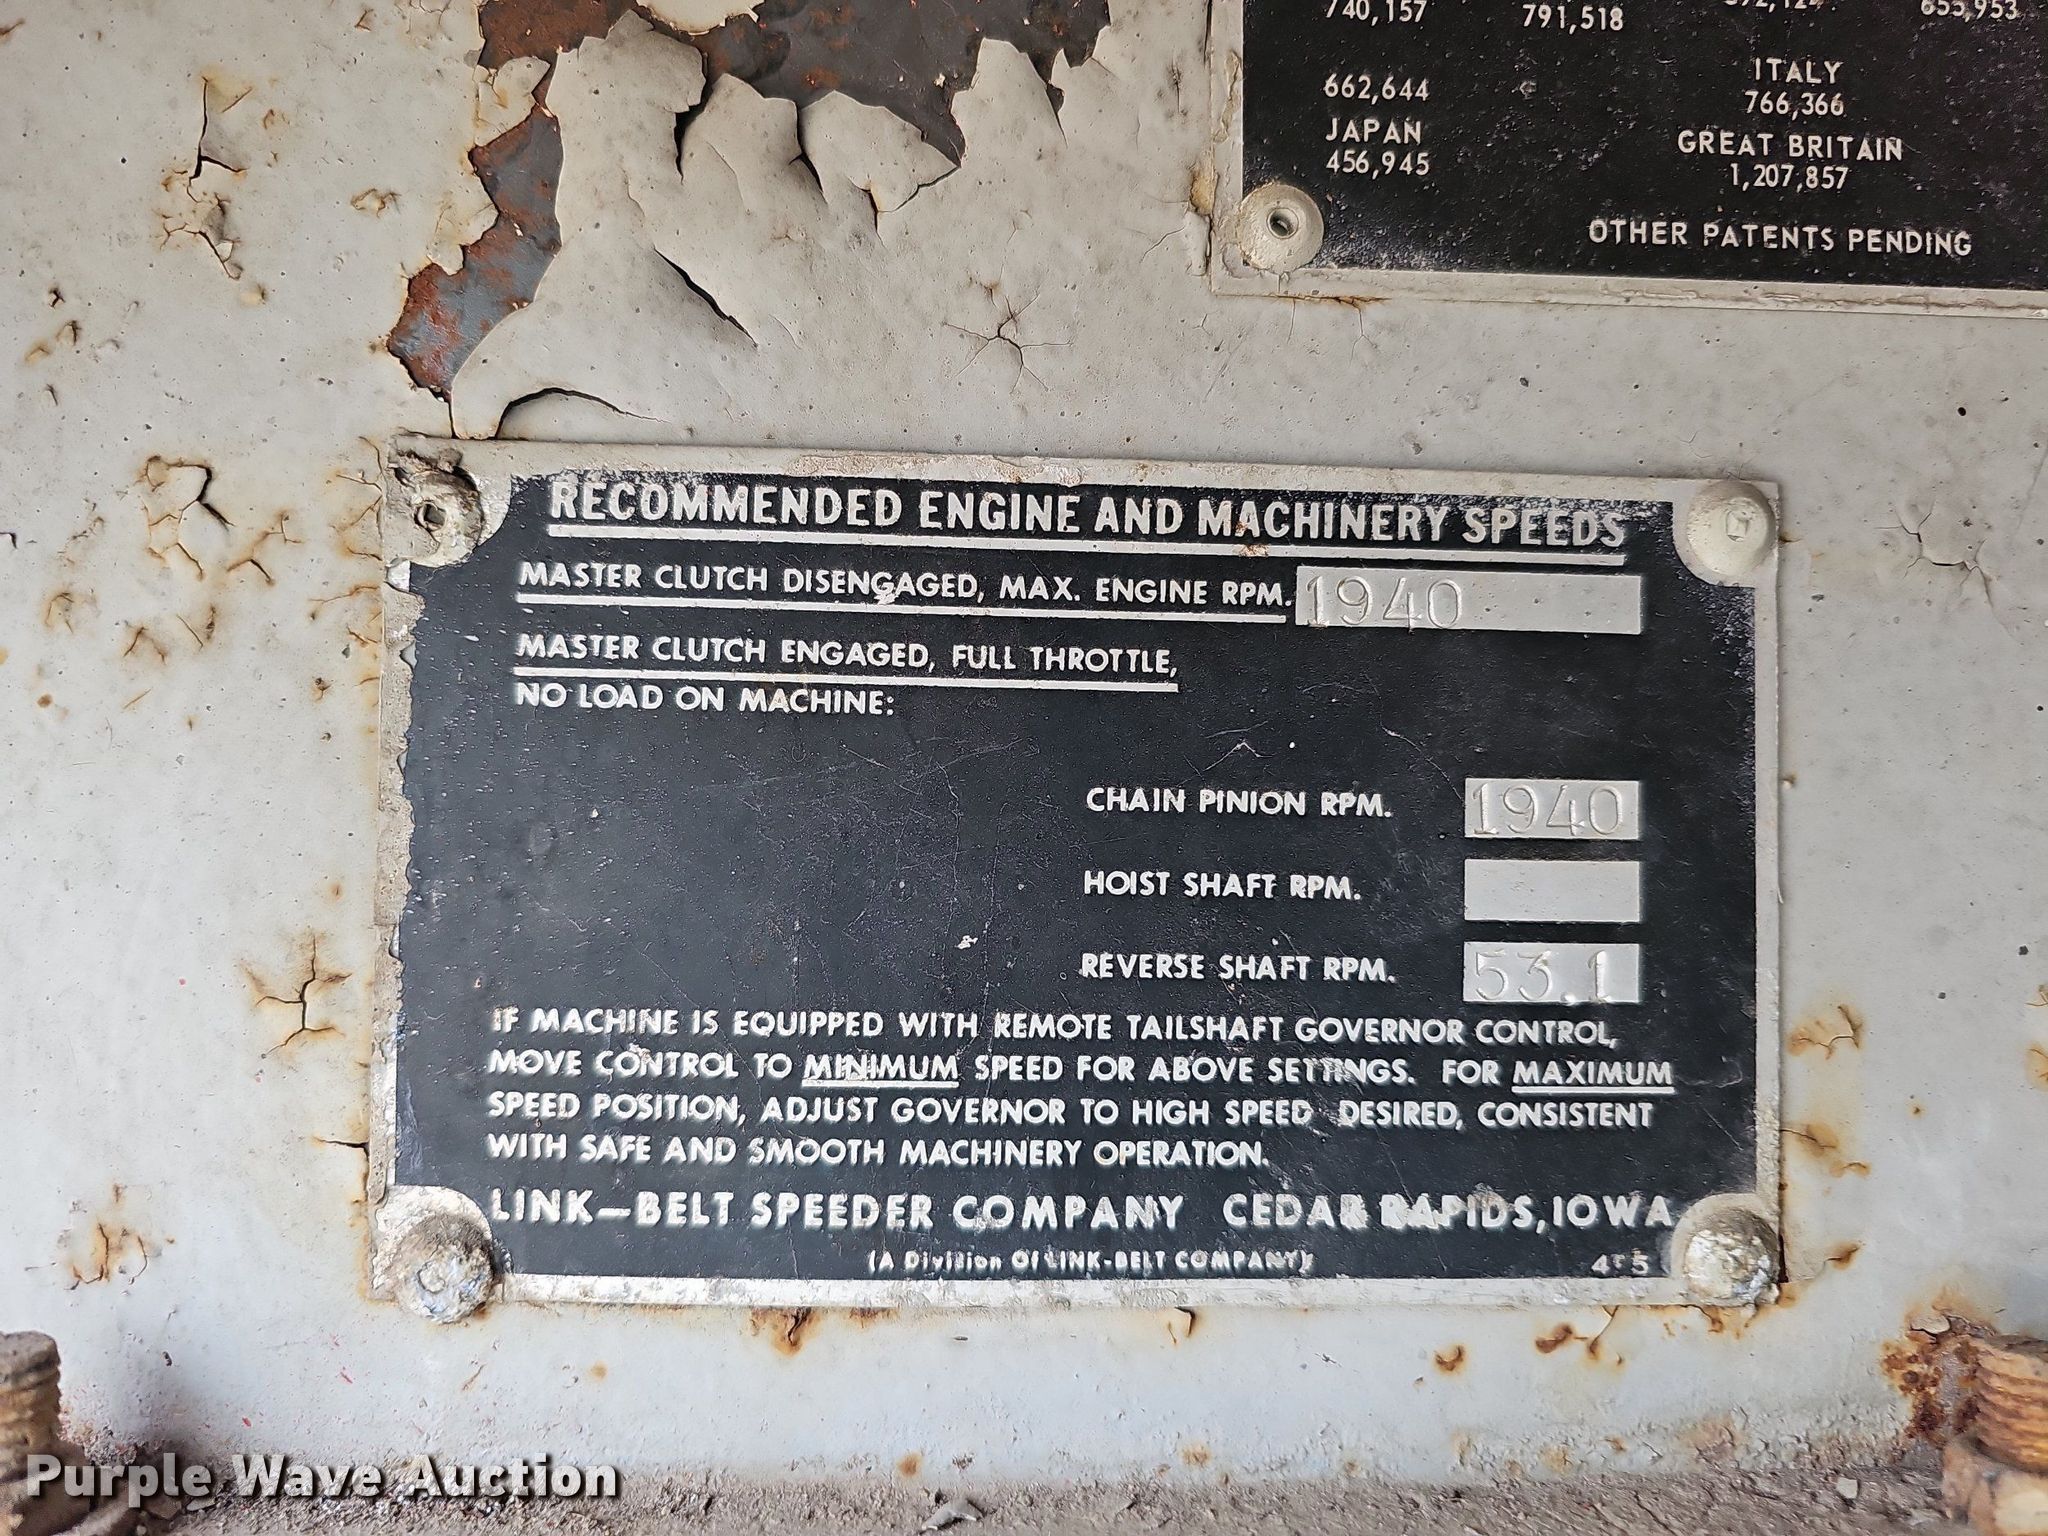 740,157
791,518
655,953
662,644
JAPAN
456,945
ITALY
766,366
GREAT BRITAIN
1,207,857
OTHER PATENTS PENDING
RECOMMENDED ENGINE AND MACHINERY SPEEDS
MASTER CLUTCH DISENGAGED, MAX. ENGINE RPM. 1940
MASTER CLUTCH ENGAGED, FULL THROTTLE,
NO LOAD ON MACHINE:
CHAIN PINION RPM. 1940
HOIST SHAFT RPM.
REVERSE SHAFT RPM. 53.1
IF MACHINE IS EQUIPPED WITH REMOTE TAILSHAFT GOVERNOR CONTROL,
MOVE CONTROL TO MINIMUM SPEED FOR ABOVE SETTINGS. FOR MAXIMUM
SPEED POSITION, ADJUST GOVERNOR TO HIGH SPEED DESIRED, CONSISTENT
WITH SAFE AND SMOOTH MACHINERY OPERATION.
LINK-BELT SPEEDER COMPANY CEDAR RAPIDS, IOWA
(A Division Of LINK-BELT COMPANY)
Purple Wave Auction